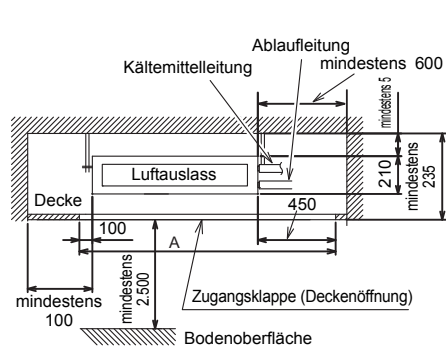 Ablaufleitung
Kältemittelleitung
mindestens 600
mindestens 5
Luftauslass
210
mindestens
235
Decke
450
100
A
mindestens
2.500
mindestens
100
Zugangsklappe (Deckenöffnung)
Bodenoberfläche